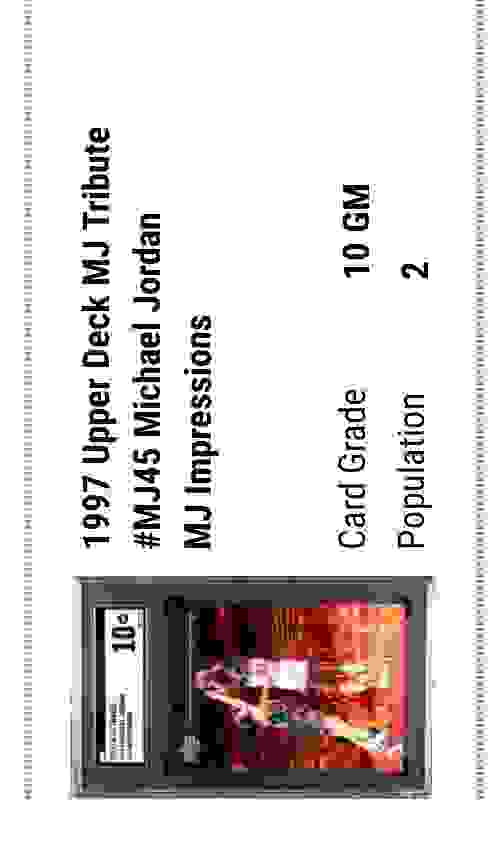 1997 Upper Deck MJ Tribute
#MJ45 Michael Jordan
MJ Impressions
Card Grade 10 GM
Population 2
10